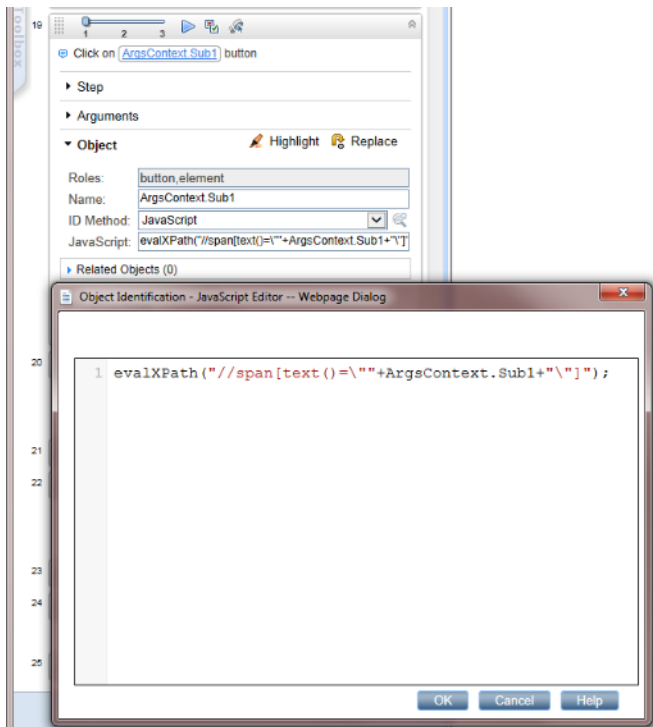 Toolbox
19
1 2 3
Click on ArgsContext.Sub1 button
Step
Arguments
Object Highlight Replace
Roles: button,element
Name: ArgsContext.Sub1
ID Method: JavaScript
JavaScript: evalXPath("//span[text()=\""+ArgsContext.Sub1+"\"]"
Related Objects (0)
Object Identification - JavaScript Editor -- Webpage Dialog
x
20
1 evalXPath("//span[text()=\""+ArgsContext.Sub1+"\"]");
21
22
23
24
25
OK Cancel Help